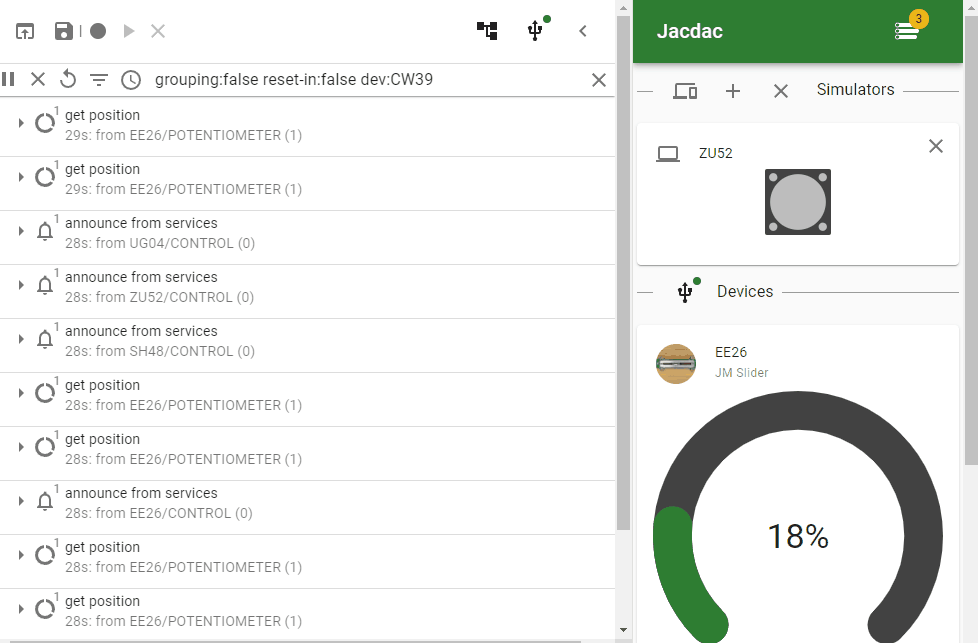 grouping:false reset-in:false dev:CW39
1
get position
29s: from EE26/POTENTIOMETER (1)
1
get position
29s: from EE26/POTENTIOMETER (1)
1
announce from services
28s: from UG04/CONTROL (0)
1
announce from services
28s: from ZU52/CONTROL (0)
1
announce from services
28s: from SH48/CONTROL (0)
1
get position
28s: from EE26/POTENTIOMETER (1)
1
get position
28s: from EE26/POTENTIOMETER (1)
1
announce from services
28s: from EE26/CONTROL (0)
1
get position
28s: from EE26/POTENTIOMETER (1)
1
get position
28s: from EE26/POTENTIOMETER (1)
Jacdac
3
Simulators
ZU52
Devices
EE26
JM Slider
18%